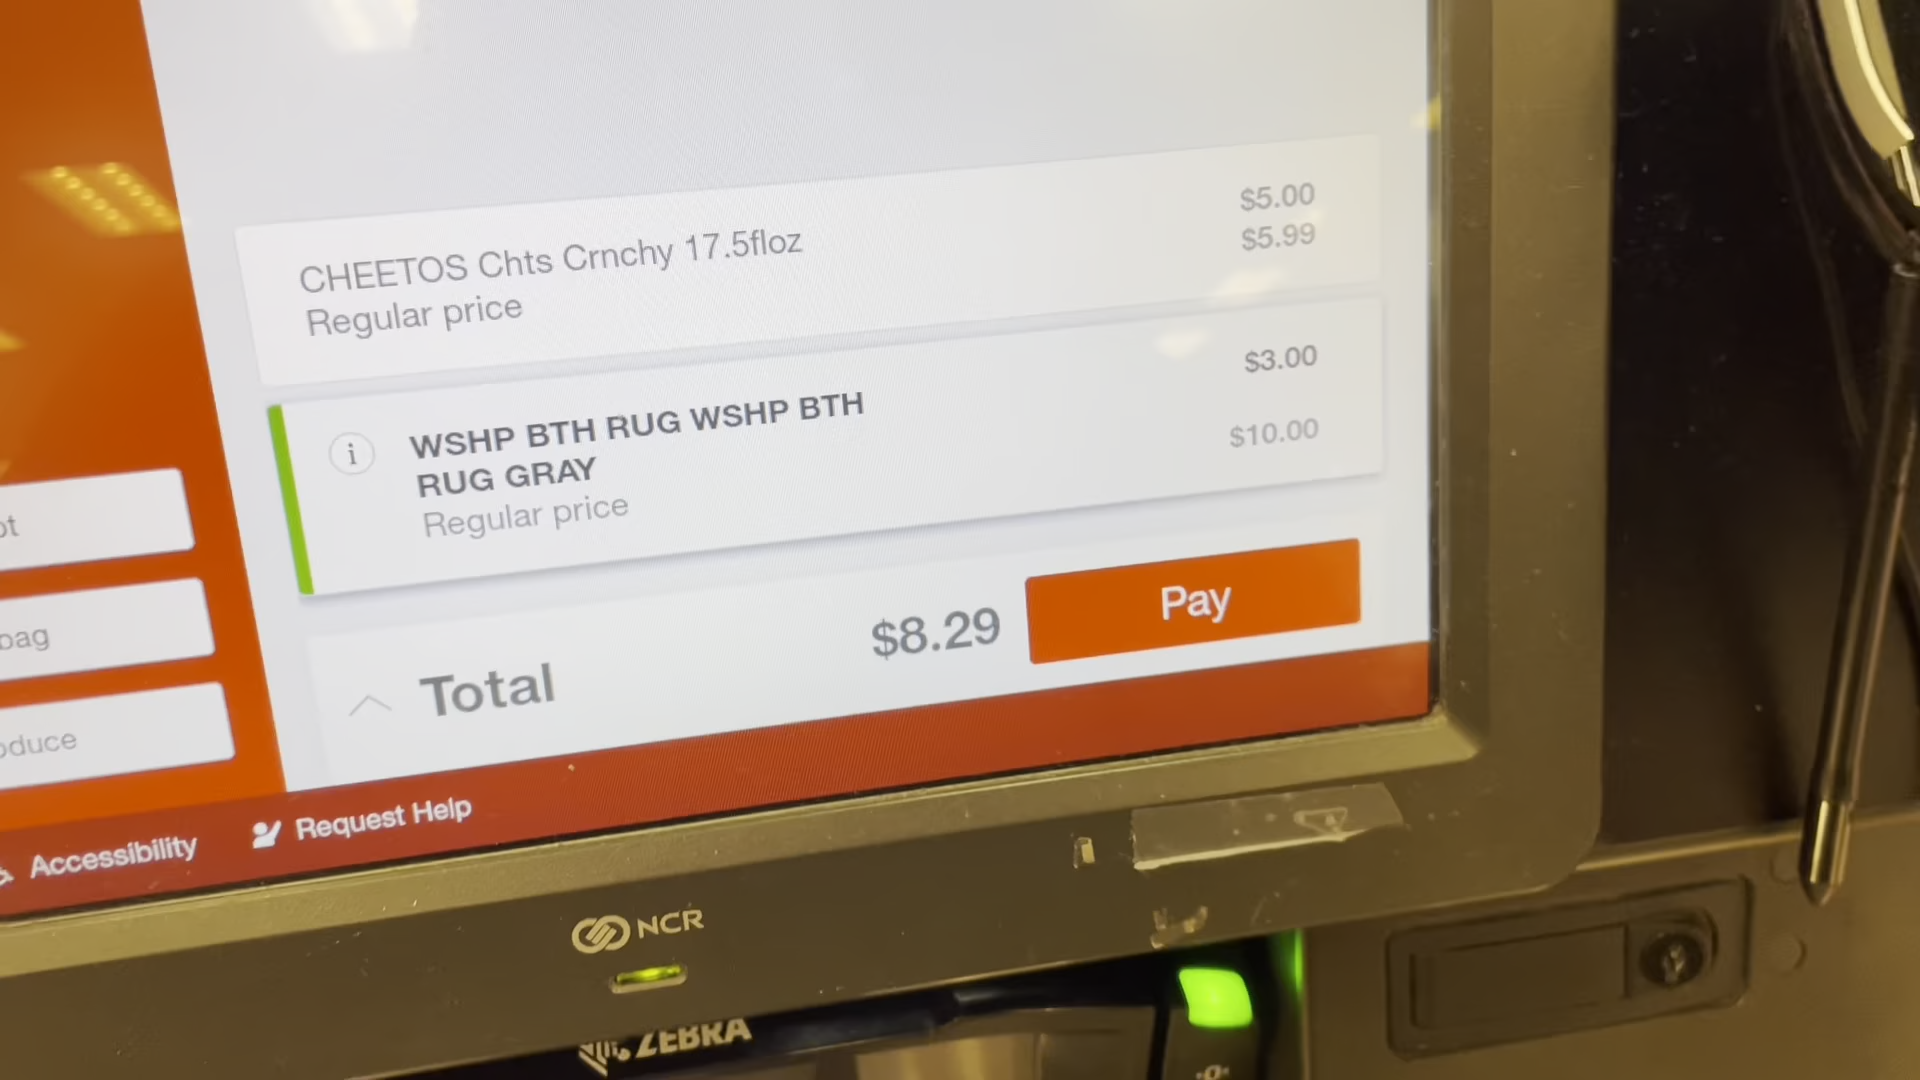 CHEETOS Chts Crnchy 17.5floz $5.00
Regular price $5.99
WSHP BTH RUG WSHP BTH $3.00
RUG GRAY
Regular price $10.00
Total $8.29
Pay
bag
Accessibility
Request Help
NCR
ZEBRA